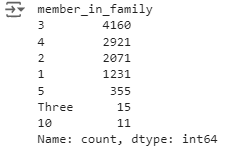 member_in_family
3 4160
4 2921
2 2071
1 1231
5 355
Three 15
10 11
Name: count, dtype: int64